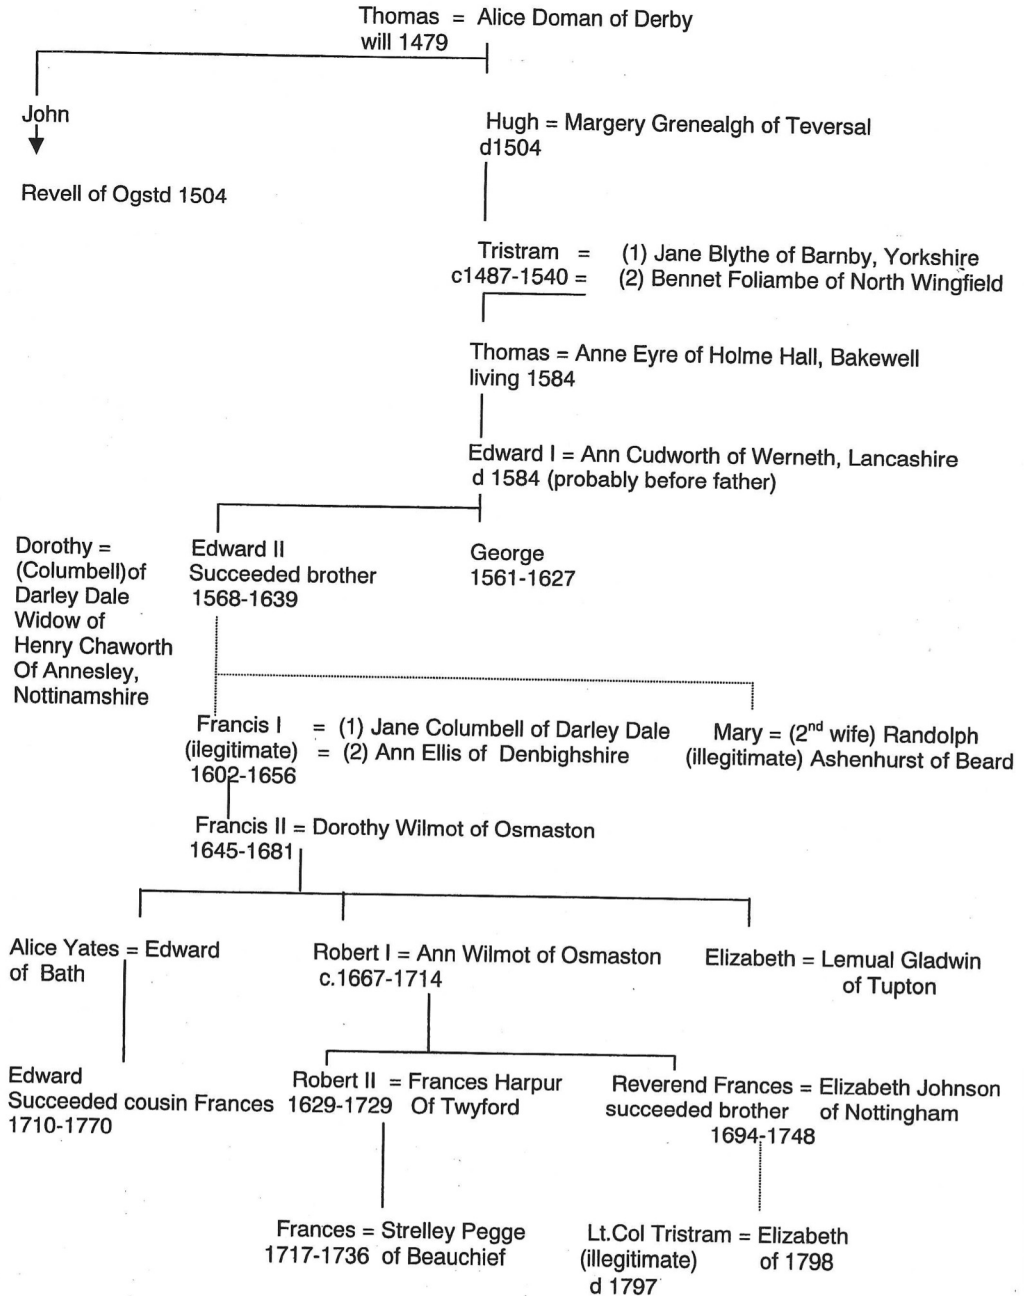 Thomas = Alice Doman of Derby
will 1479
John
Hugh = Margery Grenealgh of Teversal
d1504
Revell of Ogstd 1504
Tristram = (1) Jane Blythe of Barnby, Yorkshire
c1487-1540 = (2) Bennet Foliambe of North Wingfield
Thomas = Anne Eyre of Holme Hall, Bakewell
living 1584
Edward I = Ann Cudworth of Werneth, Lancashire
d 1584 (probably before father)
Dorothy =
(Columbell)of
Darley Dale
Widow of
Henry Chaworth
Of Annesley,
Nottinamshire
Edward II
Succeeded brother
1568-1639
George
1561-1627
Francis I = (1) Jane Columbell of Darley Dale
(ilegitimate) = (2) Ann Ellis of Denbighshire
1602-1656
Mary = (2nd wife) Randolph
(illegitimate) Ashenhurst of Beard
Francis II = Dorothy Wilmot of Osmaston
1645-1681
Alice Yates = Edward
of Bath
Robert I = Ann Wilmot of Osmaston
c.1667-1714
Elizabeth = Lemual Gladwin
of Tupton
Edward
Succeeded cousin Frances
1710-1770
Robert II = Frances Harpur
1629-1729 Of Twyford
Reverend Frances = Elizabeth Johnson
succeeded brother of Nottingham
1694-1748
Frances = Strelley Pegge
1717-1736 of Beauchief
Lt.Col Tristram = Elizabeth
(illegitimate) of 1798
d 1797